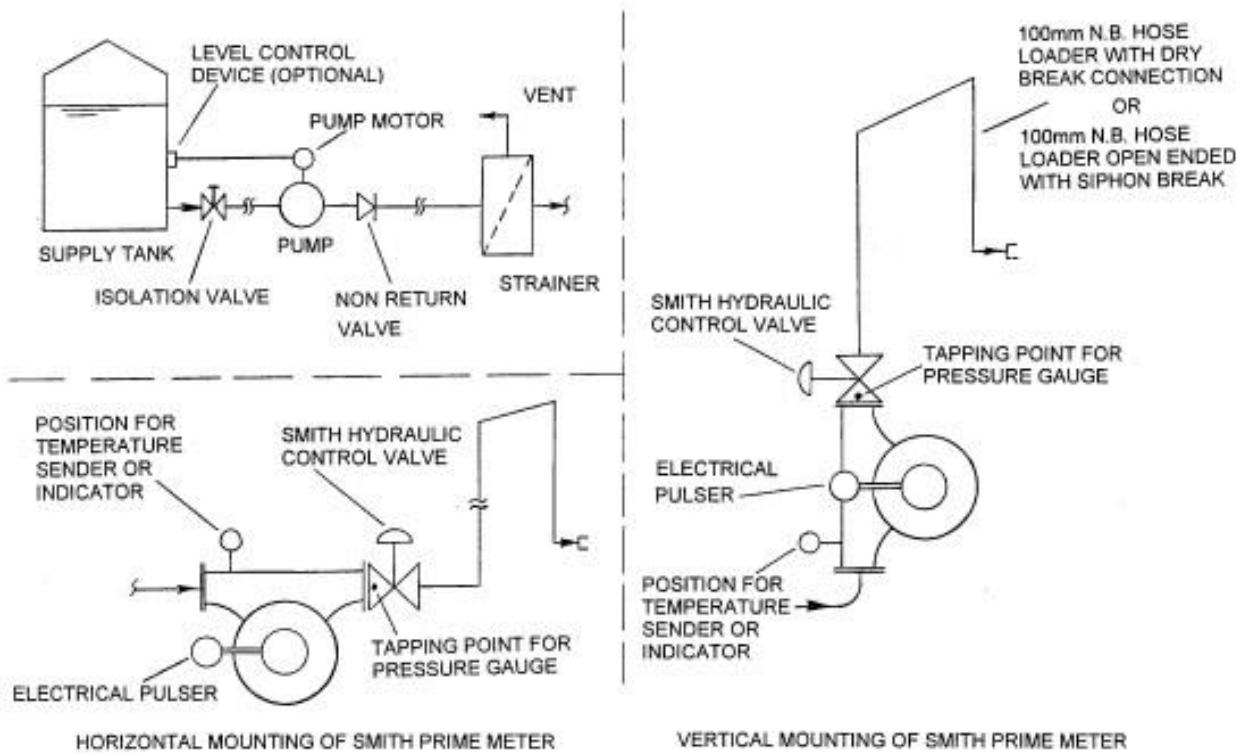 LEVEL CONTROL
DEVICE (OPTIONAL)
VENT
PUMP MOTOR
SUPPLY TANK
PUMP
ISOLATION VALVE
NON RETURN
VALVE
STRAINER
POSITION FOR
TEMPERATURE
SENDER OR
INDICATOR
SMITH HYDRAULIC
CONTROL VALVE
TAPPING POINT FOR
PRESSURE GAUGE
ELECTRICAL PULSER
HORIZONTAL MOUNTING OF SMITH PRIME METER
100mm N.B. HOSE
LOADER WITH DRY
BREAK CONNECTION
OR
100mm N.B. HOSE
LOADER OPEN ENDED
WITH SIPHON BREAK
SMITH HYDRAULIC
CONTROL VALVE
TAPPING POINT FOR
PRESSURE GAUGE
ELECTRICAL
PULSER
POSITION FOR
TEMPERATURE
SENDER OR
INDICATOR
VERTICAL MOUNTING OF SMITH PRIME METER